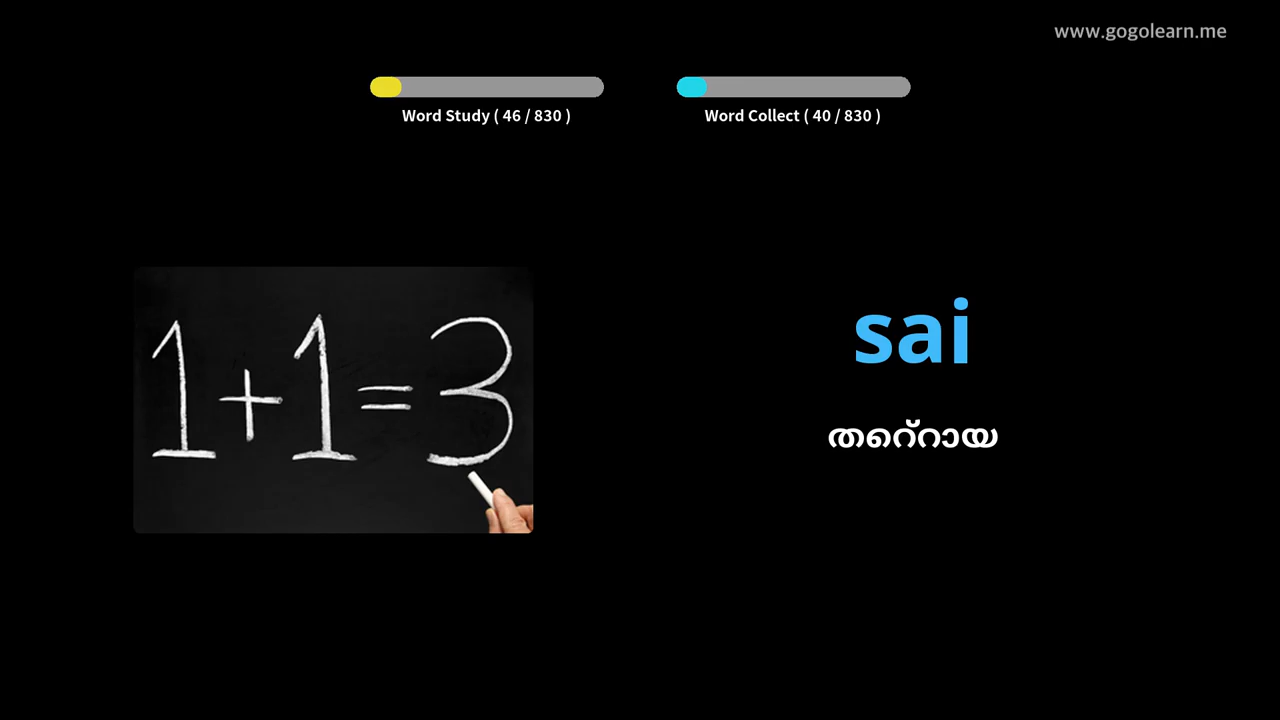 www.gogolearn.me
Word Study ( 46 / 830 )
Word Collect ( 40 / 830 )
1+1=3
sai
തെറ്റായ